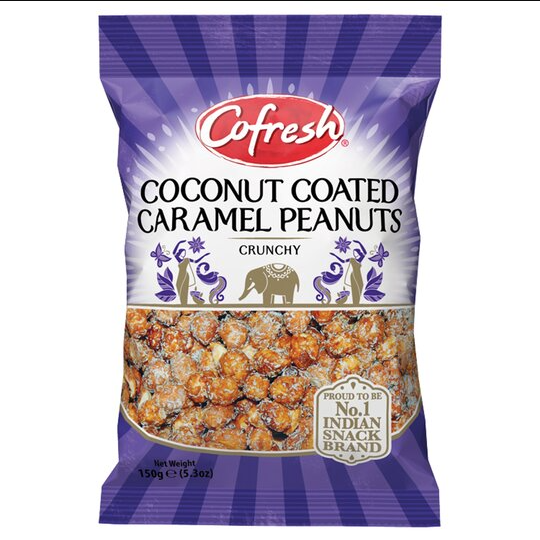 Cofresh®
COCONUT COATED
CARAMEL PEANUTS
CRUNCHY
PROUD TO BE
No.1
INDIAN
SNACK
BRAND
Net Weight
150g ℮ (5.3oz)